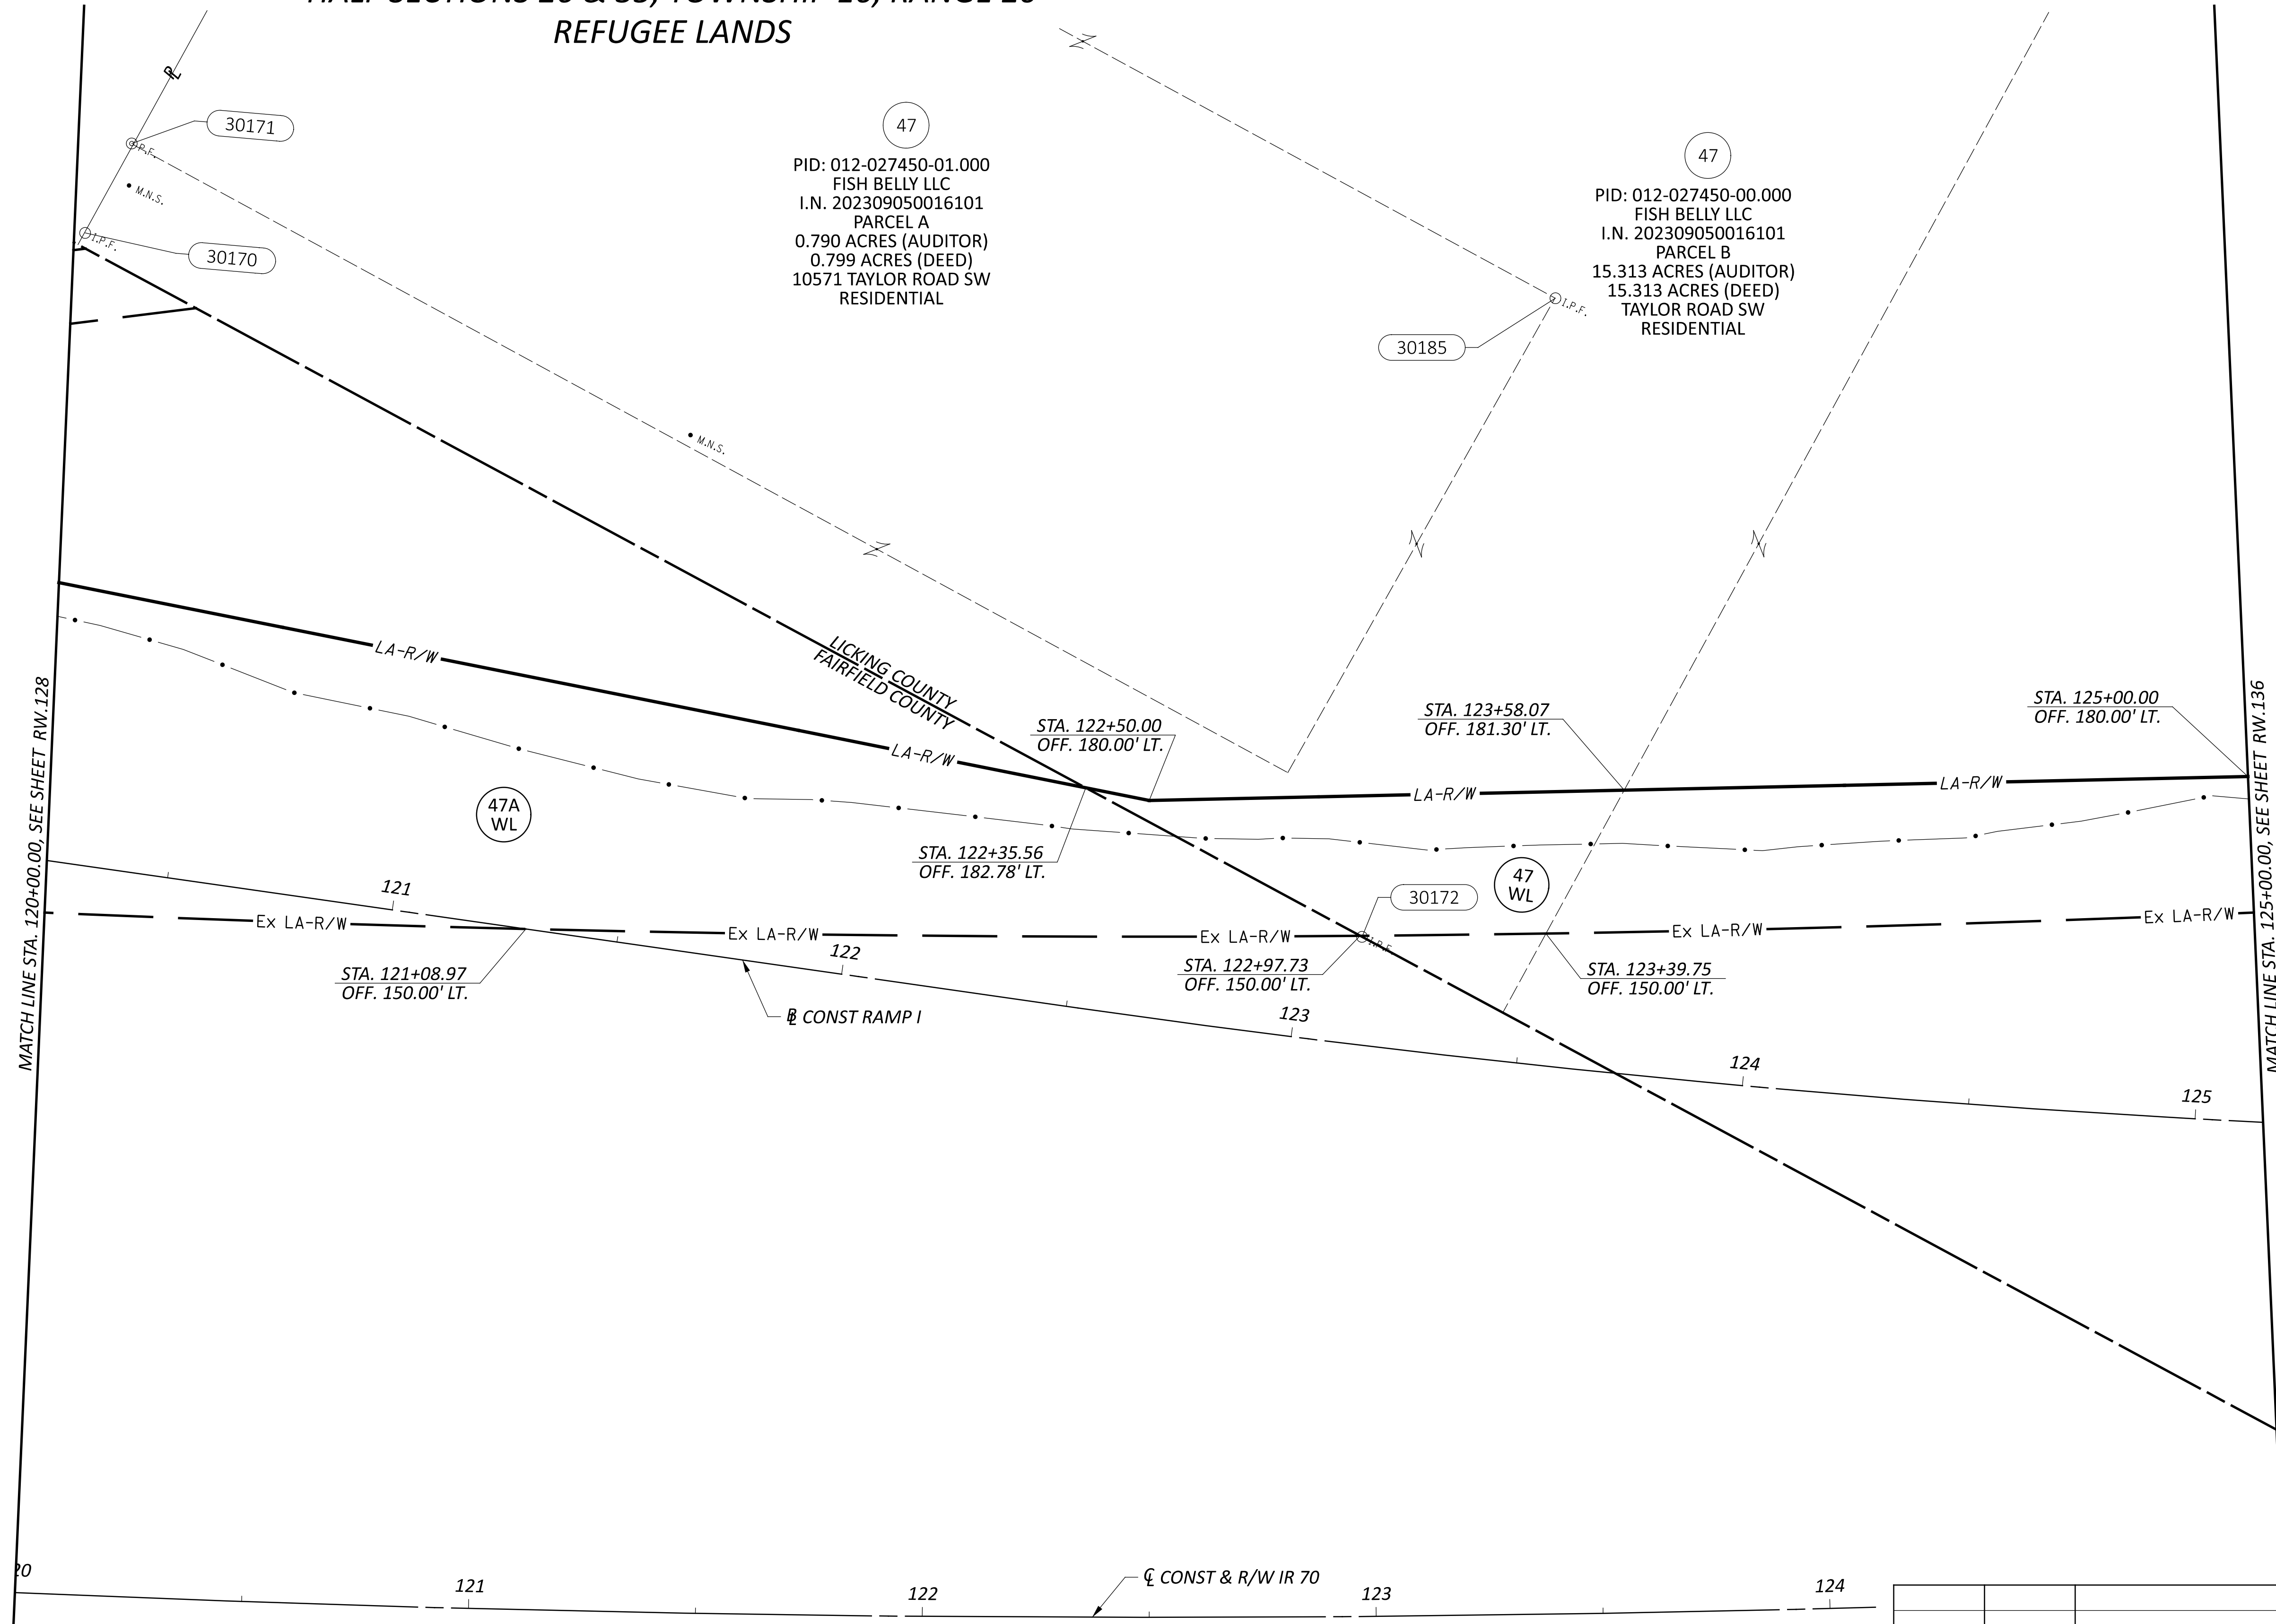 REFUGEE LANDS
PL
30171
I.P.F.
M.N.S.
I.P.F.
30170
47
PID: 012-027450-01.000
FISH BELLY LLC
I.N. 202309050016101
PARCEL A
0.790 ACRES (AUDITOR)
0.799 ACRES (DEED)
10571 TAYLOR ROAD SW
RESIDENTIAL
47
PID: 012-027450-00.000
FISH BELLY LLC
I.N. 202309050016101
PARCEL B
15.313 ACRES (AUDITOR)
15.313 ACRES (DEED)
TAYLOR ROAD SW
RESIDENTIAL
I.P.F.
30185
M.N.S.
LA-R/W
LICKING COUNTY
FAIRFIELD COUNTY
LA-R/W
STA. 122+50.00
OFF. 180.00' LT.
STA. 123+58.07
OFF. 181.30' LT.
STA. 125+00.00
OFF. 180.00' LT.
LA-R/W
LA-R/W
MATCH LINE STA. 120+00.00, SEE SHEET RW.128
MATCH LINE STA. 125+00.00, SEE SHEET RW.136
47A
WL
STA. 122+35.56
OFF. 182.78' LT.
47
WL
30172
I.P.F.
121
Ex LA-R/W
Ex LA-R/W
Ex LA-R/W
Ex LA-R/W
Ex LA-R/W
122
STA. 121+08.97
OFF. 150.00' LT.
STA. 122+97.73
OFF. 150.00' LT.
STA. 123+39.75
OFF. 150.00' LT.
BL CONST RAMP I
123
124
125
CL CONST & R/W IR 70
121
122
123
124